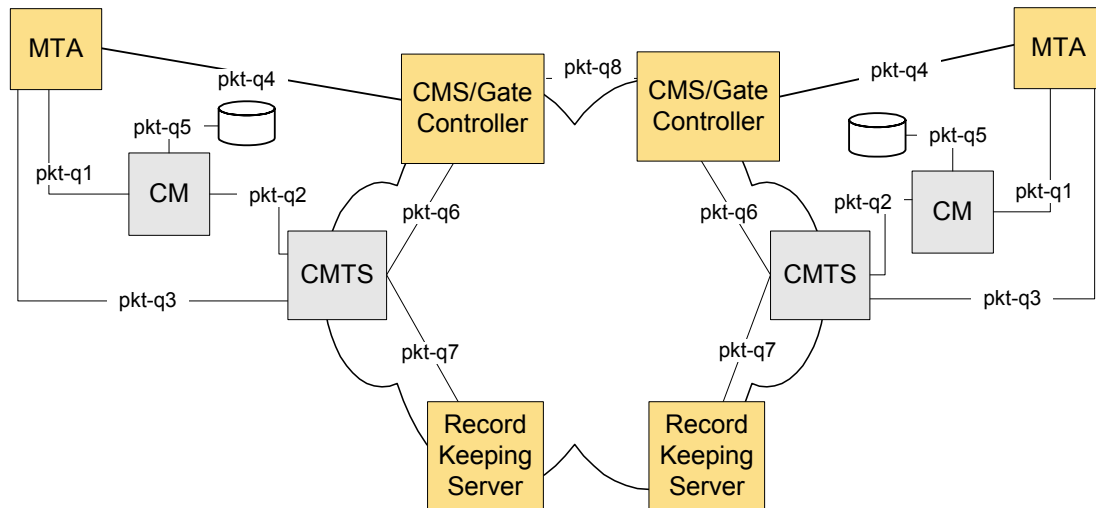 MTA
pkt-q4
pkt-q5
pkt-q1
CM
pkt-q2
CMTS
pkt-q3
CMS/Gate
Controller
pkt-q8
CMS/Gate
Controller
pkt-q6
pkt-q7
Record
Keeping
Server
pkt-q6
pkt-q7
Record
Keeping
Server
pkt-q4
MTA
pkt-q5
pkt-q2
CM
pkt-q1
CMTS
pkt-q3